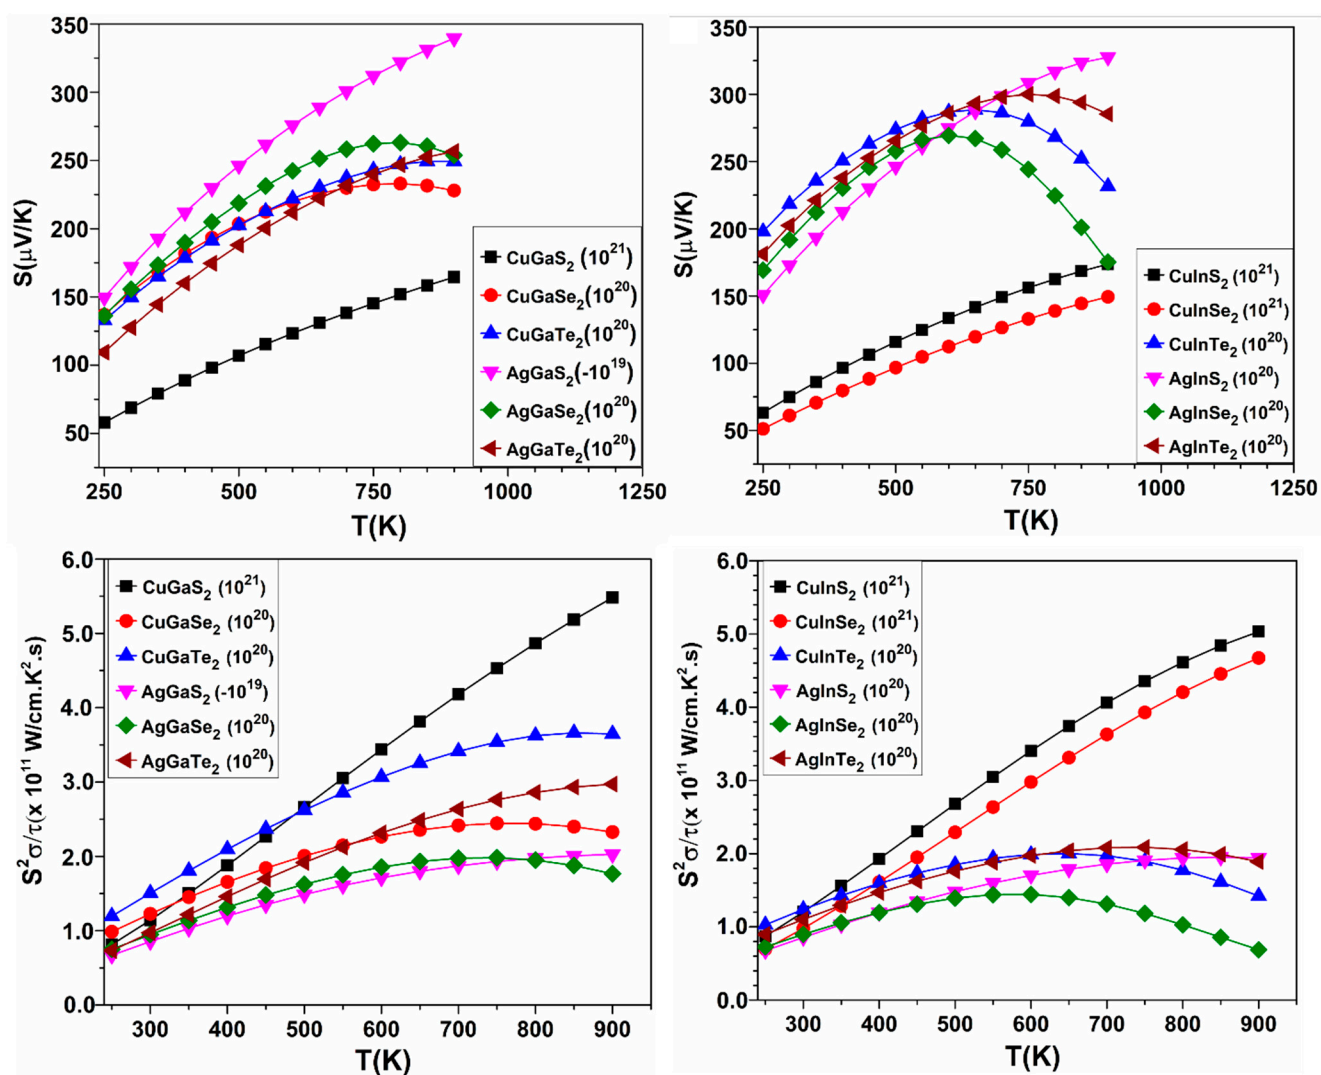 350
300
250
200
150
100
50
S(μV/K)
CuGaS2 (10^21)
CuGaSe2(10^20)
CuGaTe2(10^20)
AgGaS2(-10^19)
AgGaSe2(10^20)
AgGaTe2(10^20)
250 500 750 1000 1250
T(K)
350
300
250
200
150
100
50
S(μV/K)
CuInS2 (10^21)
CuInSe2 (10^21)
CuInTe2 (10^20)
AgInS2 (10^20)
AgInSe2 (10^20)
AgInTe2 (10^20)
250 500 750 1000 1250
T(K)
6.0
5.0
4.0
3.0
2.0
1.0
0.0
S^2σ/τ(x 10^11 W/cm.K^2.s)
CuGaS2 (10^21)
CuGaSe2 (10^20)
CuGaTe2 (10^20)
AgGaS2 (-10^19)
AgGaSe2 (10^20)
AgGaTe2 (10^20)
300 400 500 600 700 800 900
T(K)
6.0
5.0
4.0
3.0
2.0
1.0
0.0
S^2σ/τ(x 10^11 W/cm.K^2.s)
CuInS2 (10^21)
CuInSe2 (10^21)
CuInTe2 (10^20)
AgInS2 (10^20)
AgInSe2 (10^20)
AgInTe2 (10^20)
300 400 500 600 700 800 900
T(K)